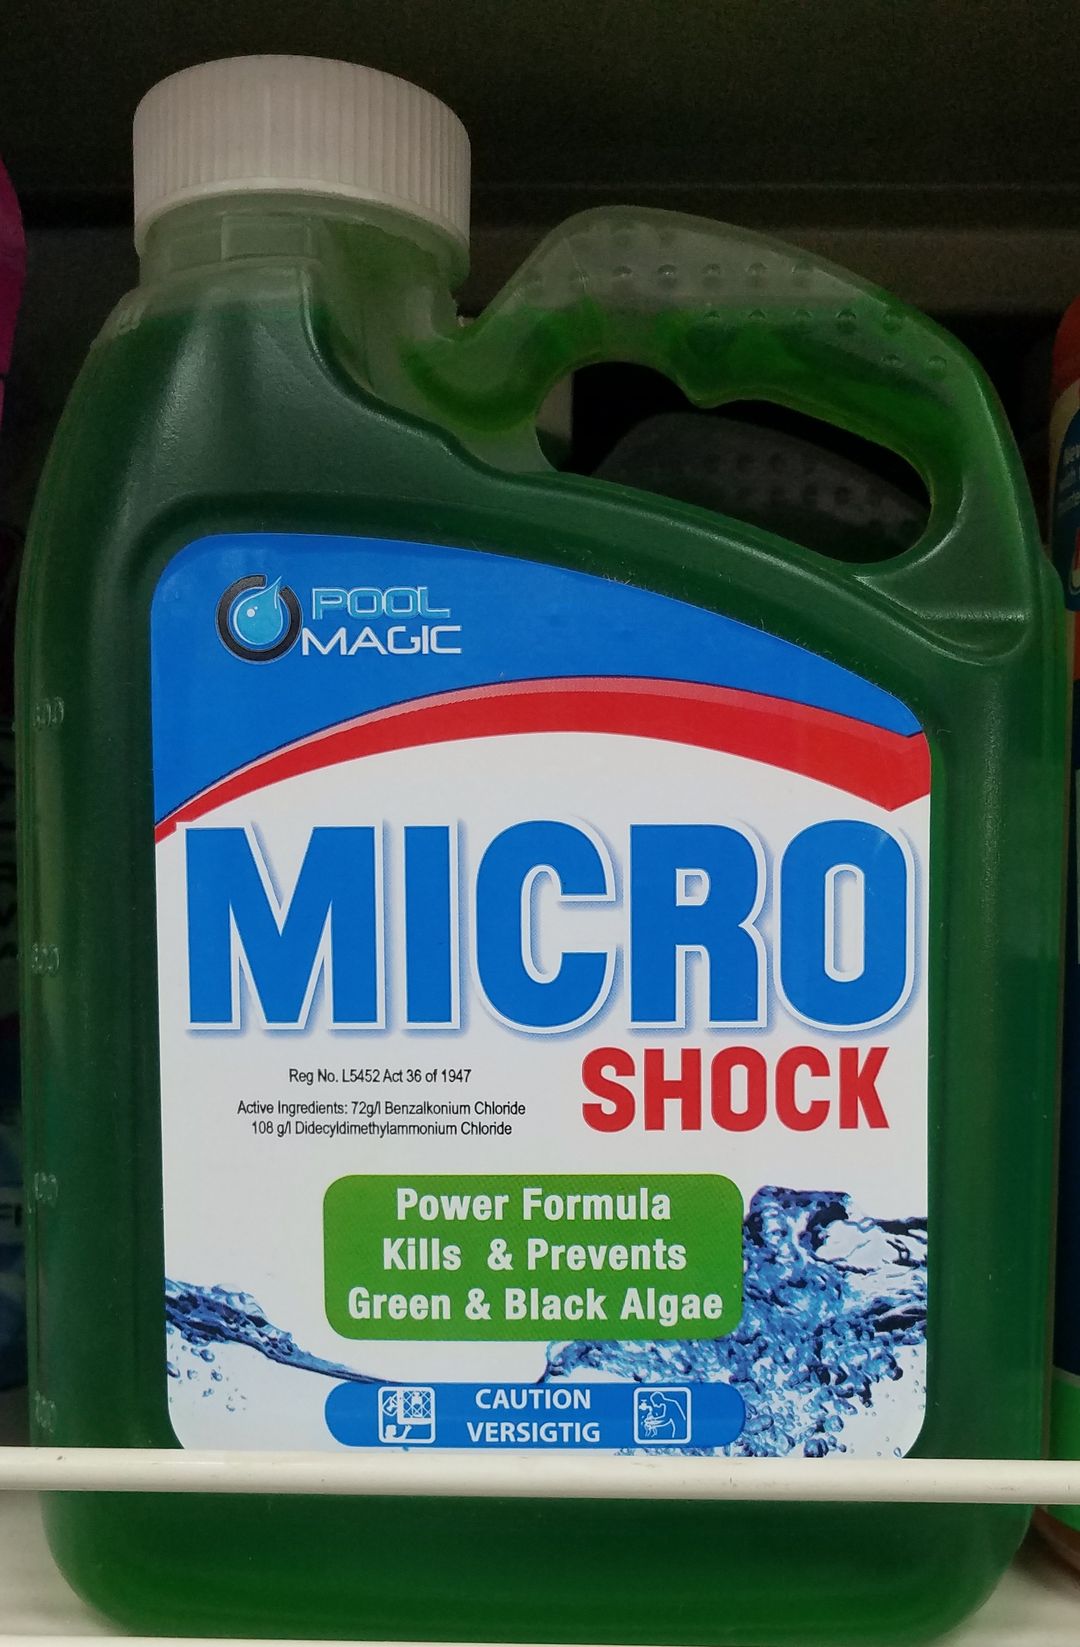 POOL
MAGIC
MICRO
SHOCK
Reg No. L5452 Act 36 of 1947
Active Ingredients: 72g/l Benzalkonium Chloride
108 g/l Didecyldimethylammonium Chloride
Power Formula
Kills & Prevents
Green & Black Algae
CAUTION
VERSIGTIG